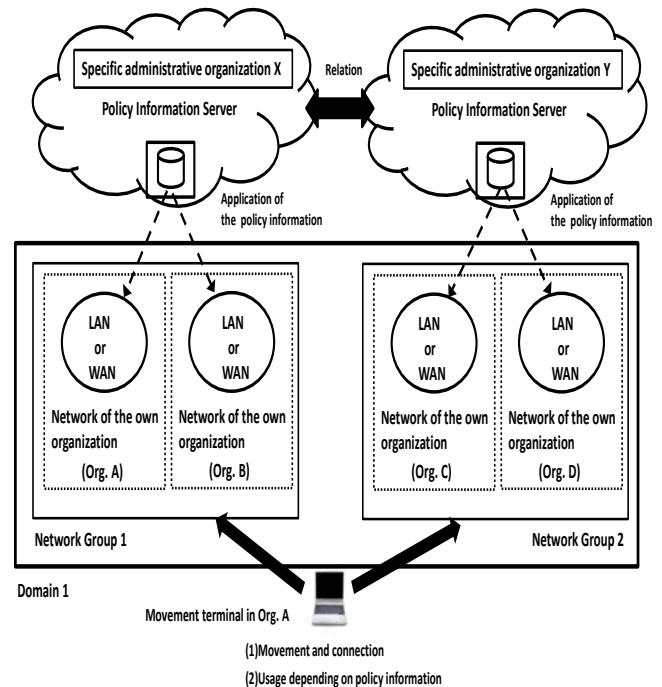 Specific administrative organization X
Relation
Specific administrative organization Y
Policy Information Server
Policy Information Server
Application of
the policy information
Application of
the policy information
LAN
or
WAN
LAN
or
WAN
LAN
or
WAN
LAN
or
WAN
Network of the own
organization
(Org. A)
Network of the own
organization
(Org. B)
Network of the own
organization
(Org. C)
Network of the own
organization
(Org. D)
Network Group 1
Network Group 2
Domain 1
Movement terminal in Org. A
(1)Movement and connection
(2)Usage depending on policy information